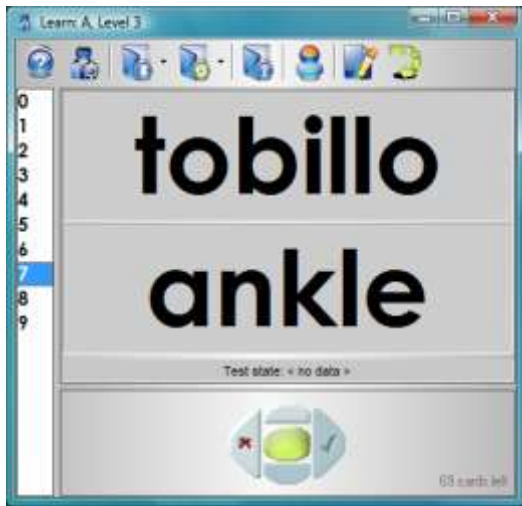 Learn: A, Level 3
0
1
2
3
4
5
6
7
8
9
tobillo
ankle
Test state: < no data >
63 cards left